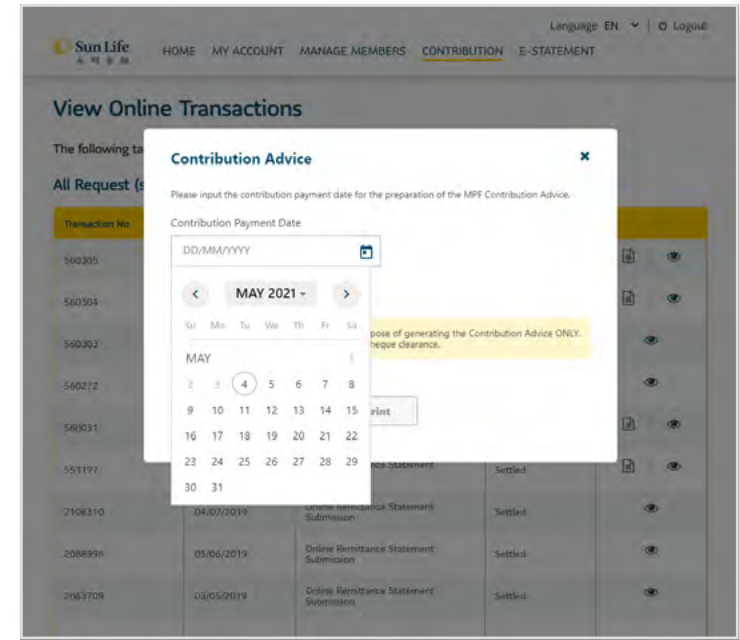 Language EN | Logout
Sun Life
HOME MY ACCOUNT MANAGE MEMBERS CONTRIBUTION E-STATEMENT
View Online Transactions
The following ta
All Request (s
Transaction No
Contribution Advice
Please input the contribution payment date for the preparation of the MPF Contribution Advice.
Contribution Payment Date
DD/MM/YYYY
MAY 2021
Su Mo Tu We Th Fr Sa
MAY 1
2 3 4 5 6 7 8
9 10 11 12 13 14 15
16 17 18 19 20 21 22
23 24 25 26 27 28 29
30 31
pose of generating the Contribution Advice ONLY.
heque clearance.
rint
560305
560304
560303
560272
560031
551197 nce Statement Settled
2106310 04/07/2019 Online Remittance Statement Submission Settled
2088998 05/06/2019 Online Remittance Statement Submission Settled
2063709 03/05/2019 Online Remittance Statement Submission Settled